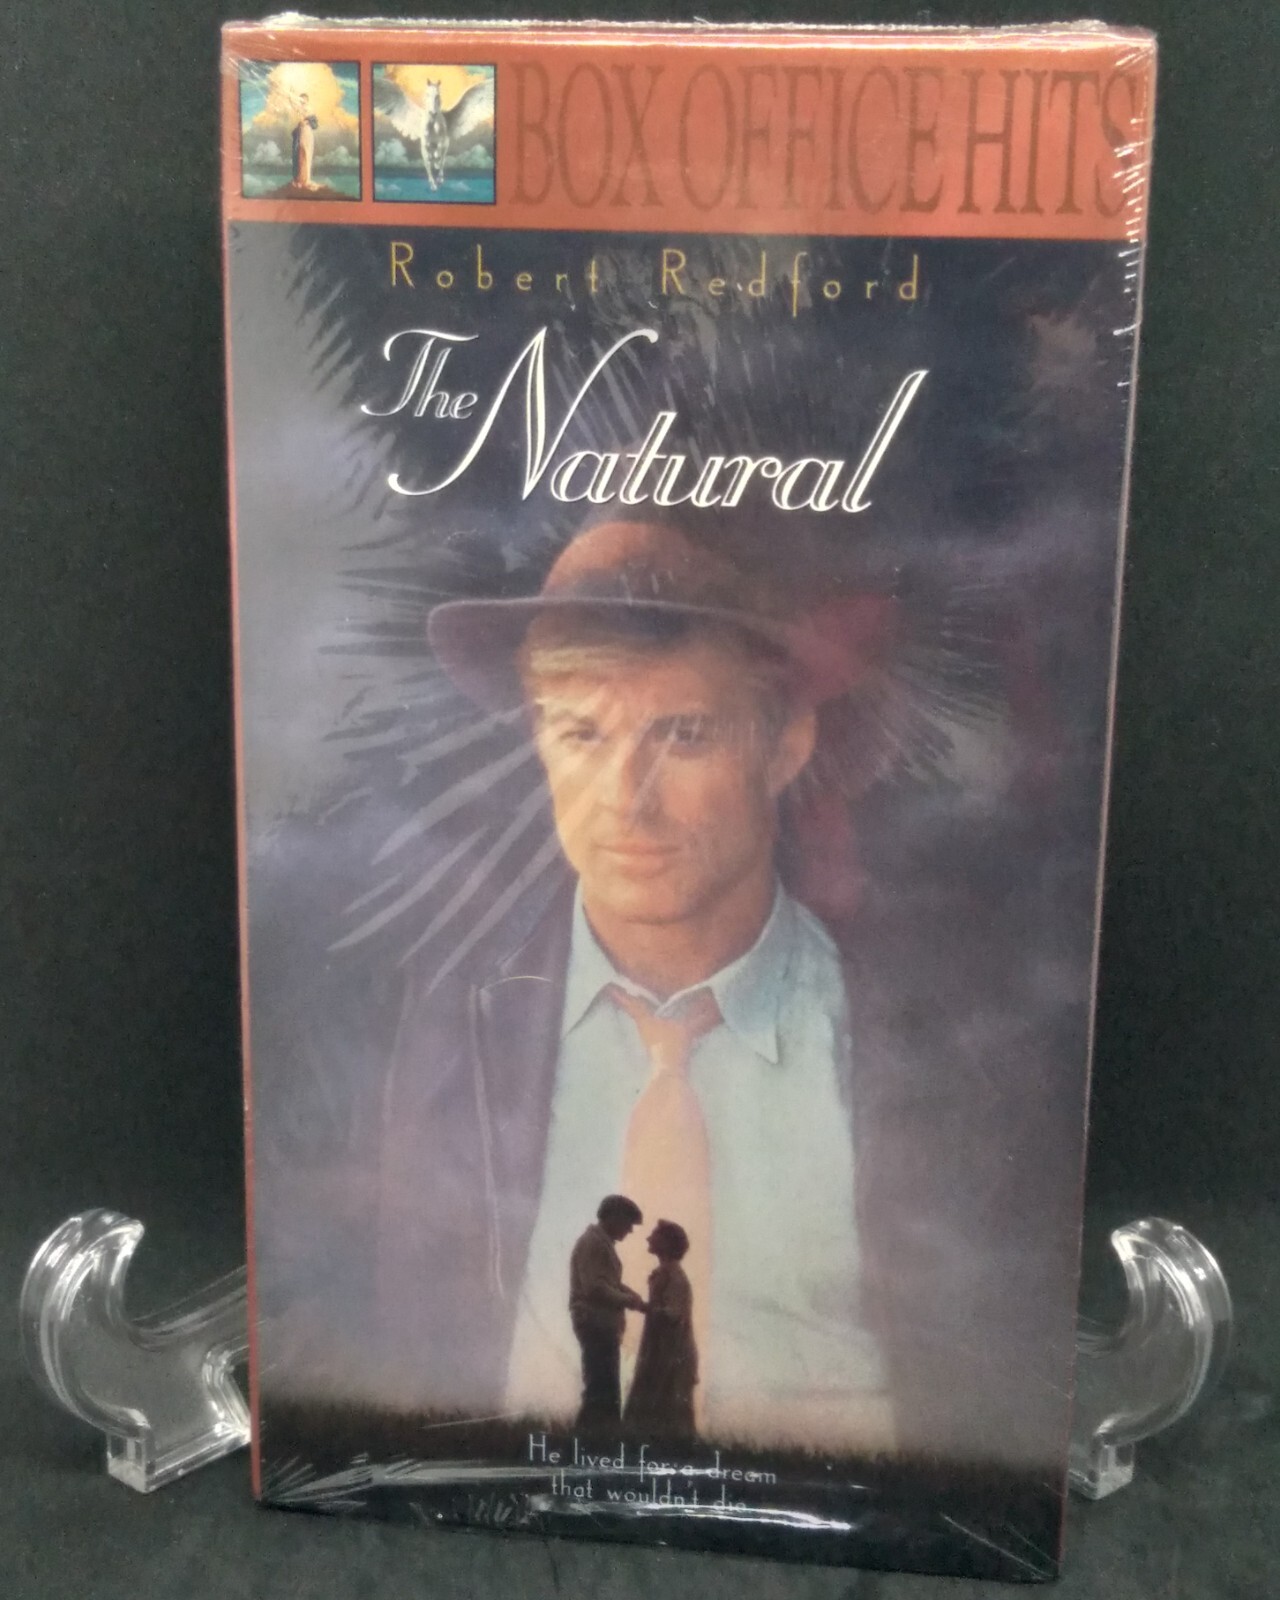 BOX OFFICE HITS
Robert Redford
The Natural
He lived for a dream
that wouldn't die.